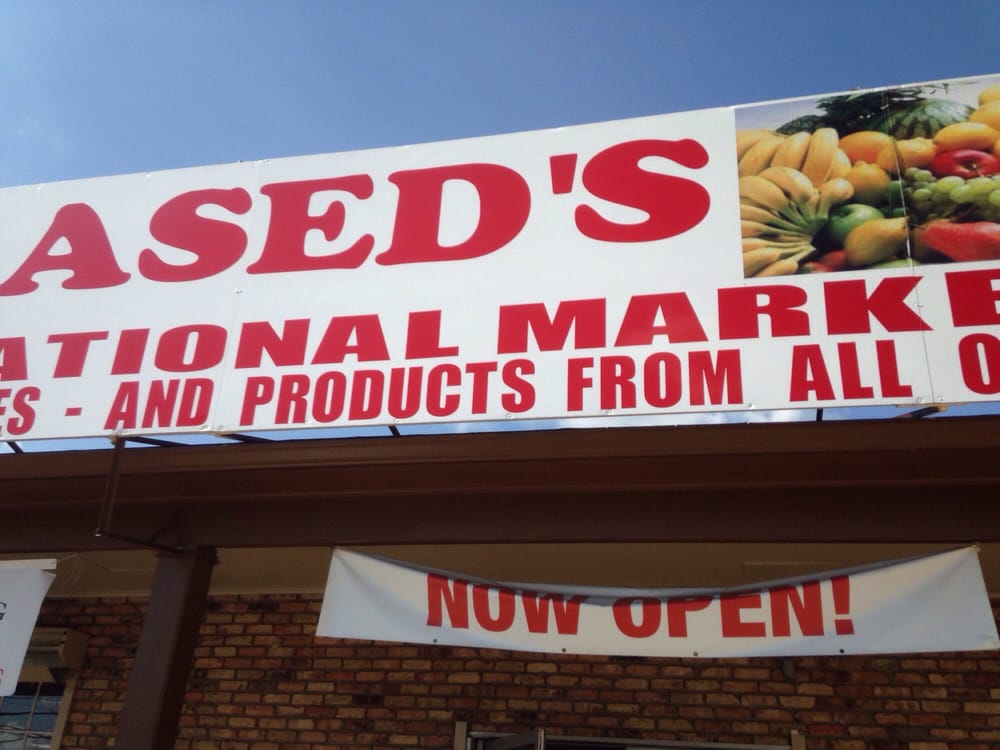 ASED'S
ATIONAL MARKE
ES - AND PRODUCTS FROM ALL O
NOW OPEN!
G